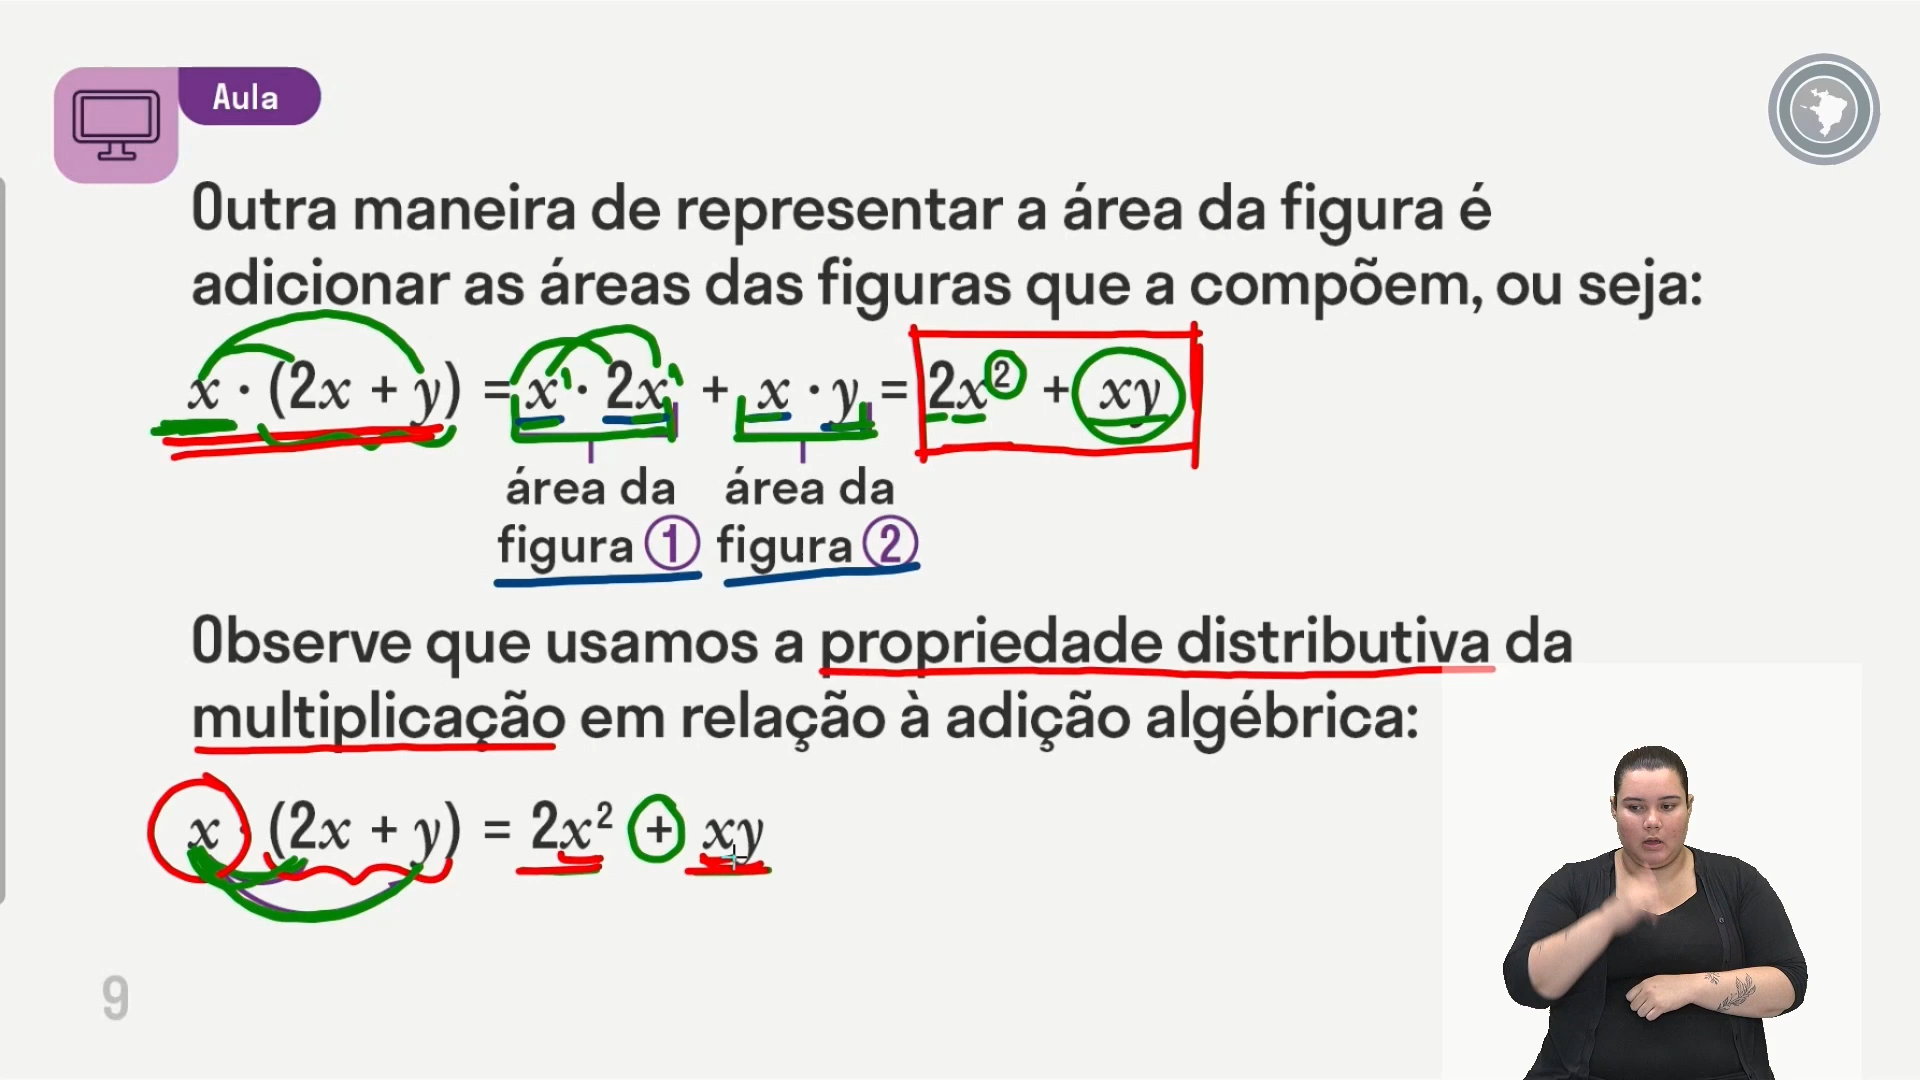 Aula
Outra maneira de representar a área da figura é
adicionar as áreas das figuras que a compõem, ou seja:
x · (2x + y) = x¹ · 2x¹ + x · y = 2x² + xy
área da área da
figura ① figura ②
Observe que usamos a propriedade distributiva da
multiplicação em relação à adição algébrica:
x · (2x + y) = 2x² + xy
9